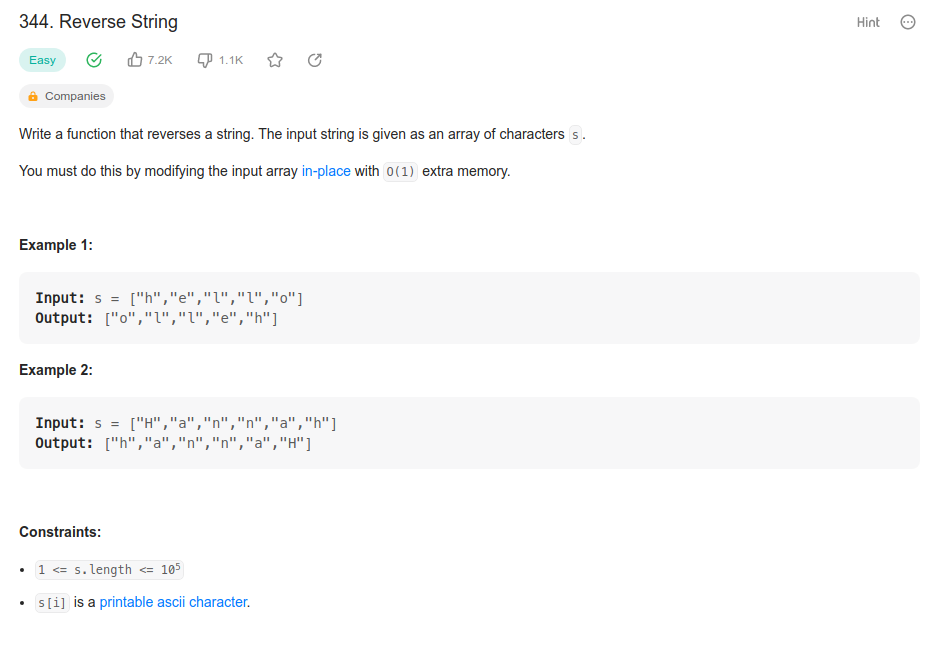 344. Reverse String
Hint
Easy 7.2K 1.1K
Companies
Write a function that reverses a string. The input string is given as an array of characters s.
You must do this by modifying the input array in-place with O(1) extra memory.
Example 1:
Input: s = ["h","e","l","l","o"]
Output: ["o","l","l","e","h"]
Example 2:
Input: s = ["H","a","n","n","a","h"]
Output: ["h","a","n","n","a","H"]
Constraints:
• 1 <= s.length <= 10⁵
• s[i] is a printable ascii character.